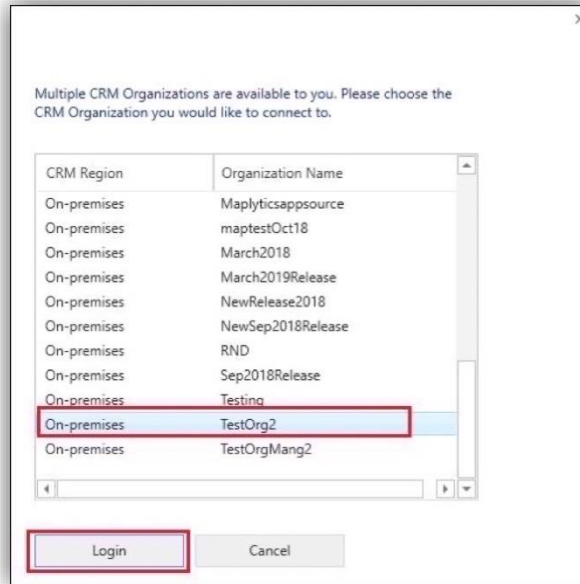 Multiple CRM Organizations are available to you. Please choose the
CRM Organization you would like to connect to.
CRM Region Organization Name
On-premises Maplyticsappsource
On-premises maptestOct18
On-premises March2018
On-premises March2019Release
On-premises NewRelease2018
On-premises NewSep2018Release
On-premises RND
On-premises Sep2018Release
On-premises Testing
On-premises TestOrg2
On-premises TestOrgMang2
Login Cancel